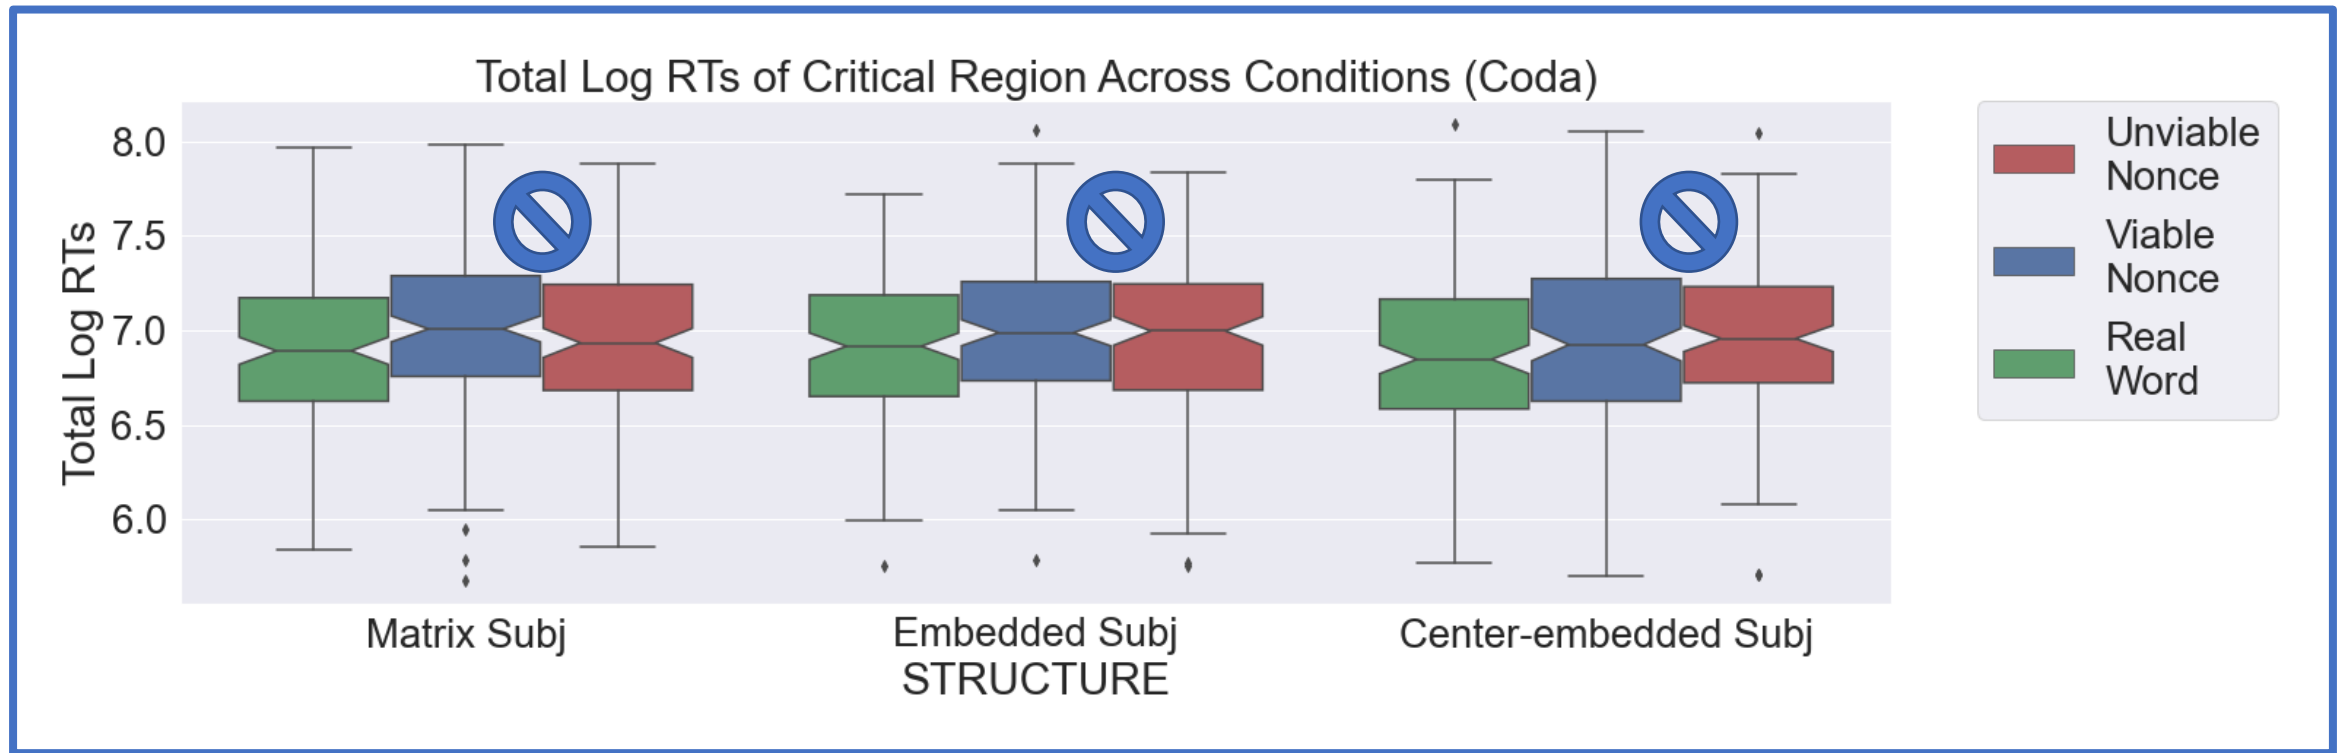 Total Log RTs of Critical Region Across Conditions (Coda)
Total Log RTs
8.0
7.5
7.0
6.5
6.0
Matrix Subj
Embedded Subj
Center-embedded Subj
STRUCTURE
Unviable
Nonce
Viable
Nonce
Real
Word